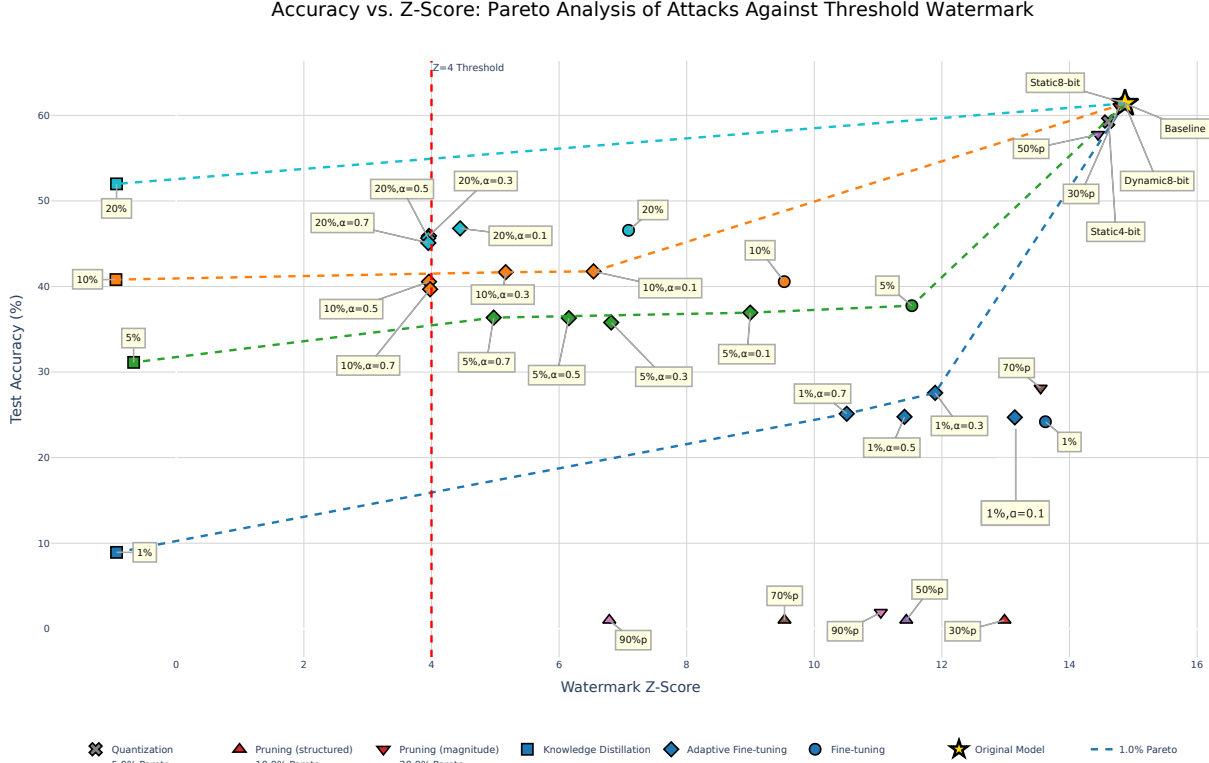 Accuracy vs. Z-Score: Pareto Analysis of Attacks Against Threshold Watermark
Z=4 Threshold
Static8-bit
60
Baseline
50%p
20%,α=0.3
20%,α=0.5
Dynamic8-bit
30%p
50
20%
20%
20%,α=0.7
Static4-bit
20%,α=0.1
10%
40
10%
10%,α=0.1
5%
10%,α=0.3
10%,α=0.5
5%
5%,α=0.1
10%,α=0.7
5%,α=0.7
70%p
30
5%,α=0.5
5%,α=0.3
1%,α=0.7
1%,α=0.3
1%
1%,α=0.5
20
1%,α=0.1
10
1%
50%p
70%p
0
90%p
90%p
30%p
Test Accuracy (%)
0 2 4 6 8 10 12 14 16
Watermark Z-Score
Quantization Pruning (structured) Pruning (magnitude) Knowledge Distillation Adaptive Fine-tuning Fine-tuning Original Model 1.0% Pareto